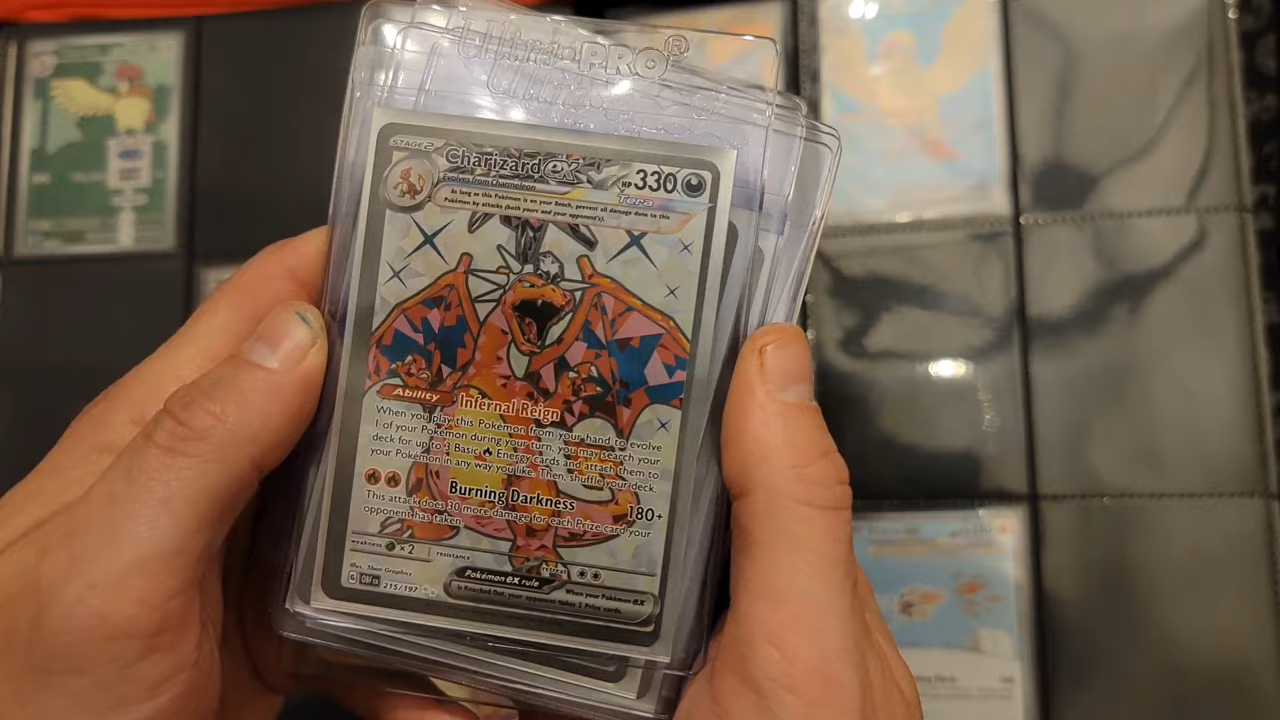 Ultra·PRO®
STAGE2
Charizard ex
HP 330
Evolves from Charmeleon
Tera
As long as this Pokémon is on your Bench, prevent all damage done to this
Pokémon by attacks (both yours and your opponent's).
Ability Infernal Reign
When you play this Pokémon from your hand to evolve
1 of your Pokémon during your turn, you may search your
deck for up to 3 Basic Energy cards and attach them to
your Pokémon in any way you like. Then, shuffle your deck.
Burning Darkness 180+
This attack does 30 more damage for each Prize card your
opponent has taken.
weakness ×2 resistance
retreat
Illus. 5ban Graphics
G OBF EN 215/197
Pokémon ex rule
When your Pokémon ex
is Knocked Out, your opponent takes 2 Prize cards.